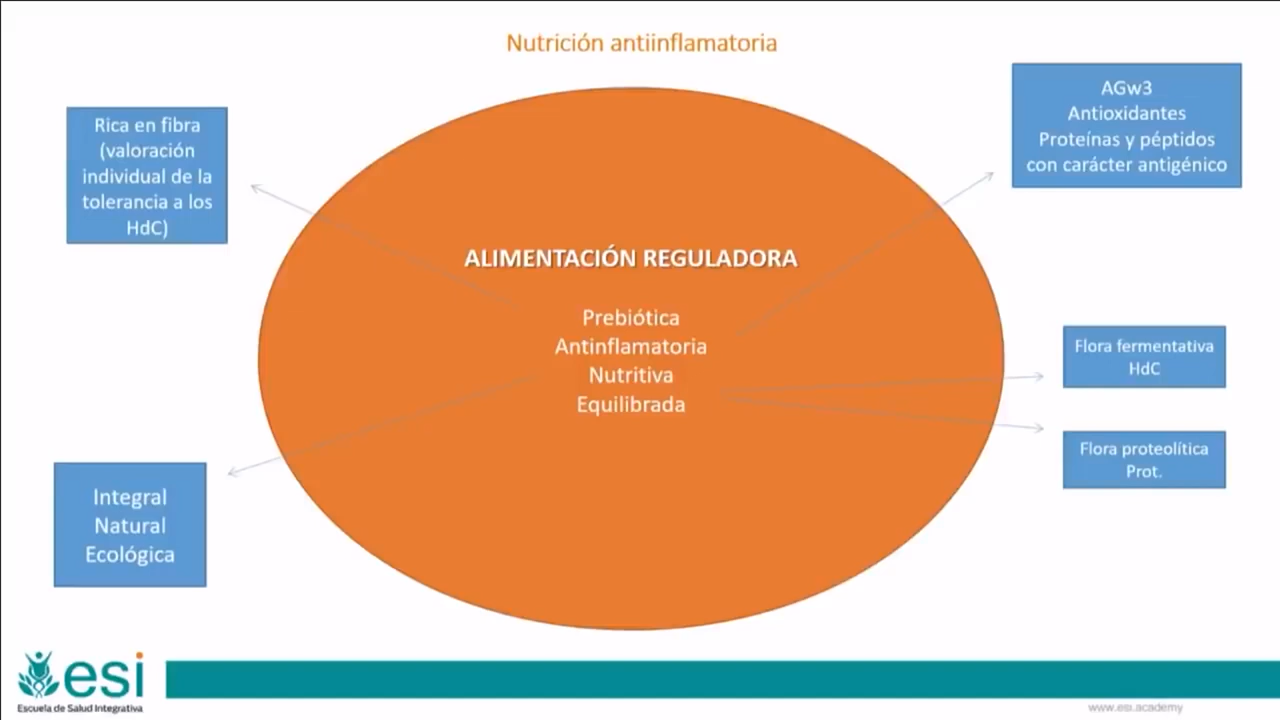 Nutrición antiinflamatoria
Rica en fibra
(valoración
individual de la
tolerancia a los
HdC)
AGw3
Antioxidantes
Proteínas y péptidos
con carácter antigénico
ALIMENTACIÓN REGULADORA
Prebiótica
Antinflamatoria
Nutritiva
Equilibrada
Flora fermentativa
HdC
Flora proteolítica
Prot.
Integral
Natural
Ecológica
esi
Escuela de Salud Integrativa
www.esi.academy